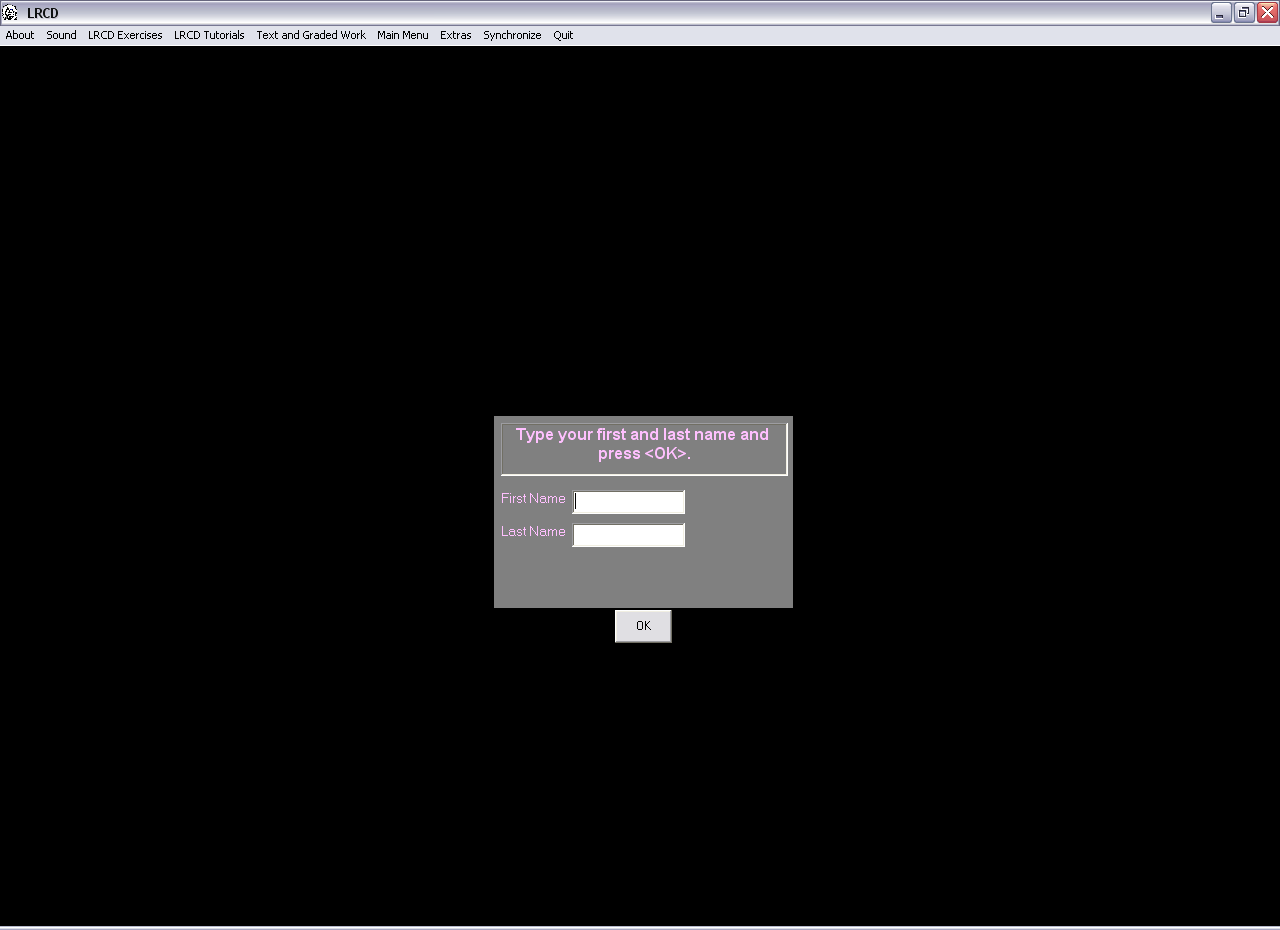 LRCD
About Sound LRCD Exercises LRCD Tutorials Text and Graded Work Main Menu Extras Synchronize Quit
Type your first and last name and
press <OK>.
First Name
Last Name
OK